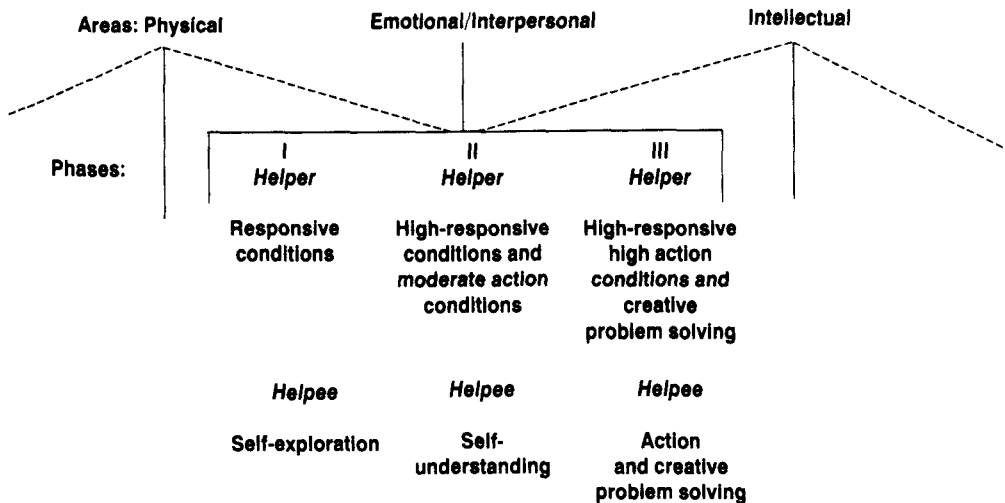 Areas: Physical
Emotional/Interpersonal
Intellectual
Phases:
I
Helper
Responsive
conditions
II
Helper
High-responsive
conditions and
moderate action
conditions
III
Helper
High-responsive
high action
conditions and
creative
problem solving
Helpee
Self-exploration
Helpee
Self-
understanding
Helpee
Action
and creative
problem solving